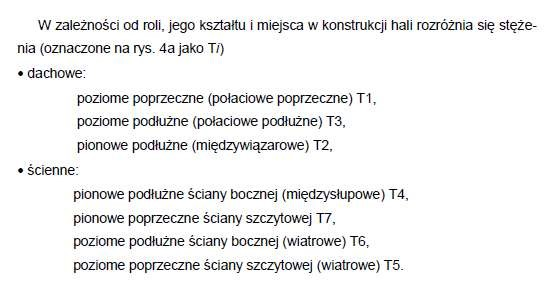 W zależności od roli, jego kształtu i miejsca w konstrukcji hali rozróżnia się stęże-
nia (oznaczone na rys. 4a jako Ti)
• dachowe:
poziome poprzeczne (połaciowe poprzeczne) T1,
poziome podłużne (połaciowe podłużne) T3,
pionowe podłużne (międzywiązarowe) T2,
• ścienne:
pionowe podłużne ściany bocznej (międzysłupowe) T4,
pionowe poprzeczne ściany szczytowej T7,
poziome podłużne ściany bocznej (wiatrowe) T6,
poziome poprzeczne ściany szczytowej (wiatrowe) T5.